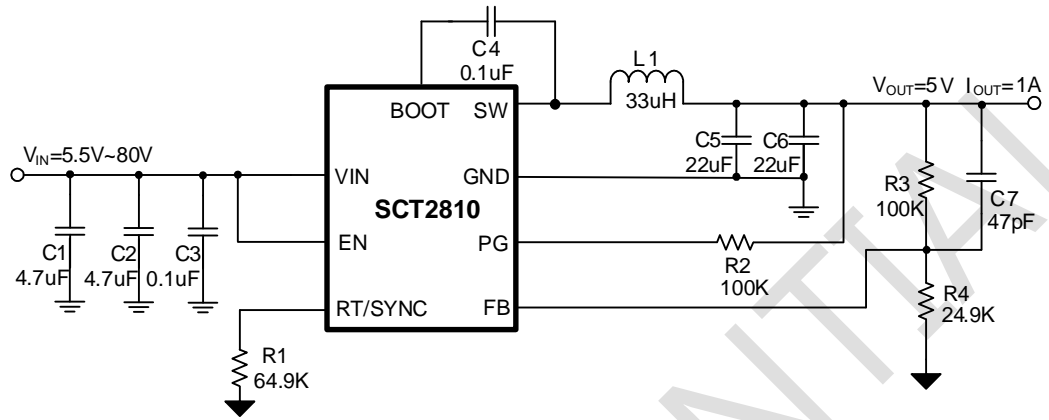 C4
0.1uF
L1
33uH
BOOT
SW
VOUT=5V IOUT=1A
VIN=5.5V~80V
C5
22uF
C6
22uF
VIN
GND
R3
100K
C7
47pF
SCT2810
C1
4.7uF
C2
4.7uF
C3
0.1uF
EN
PG
R2
100K
R4
24.9K
RT/SYNC
FB
R1
64.9K
NTIAL